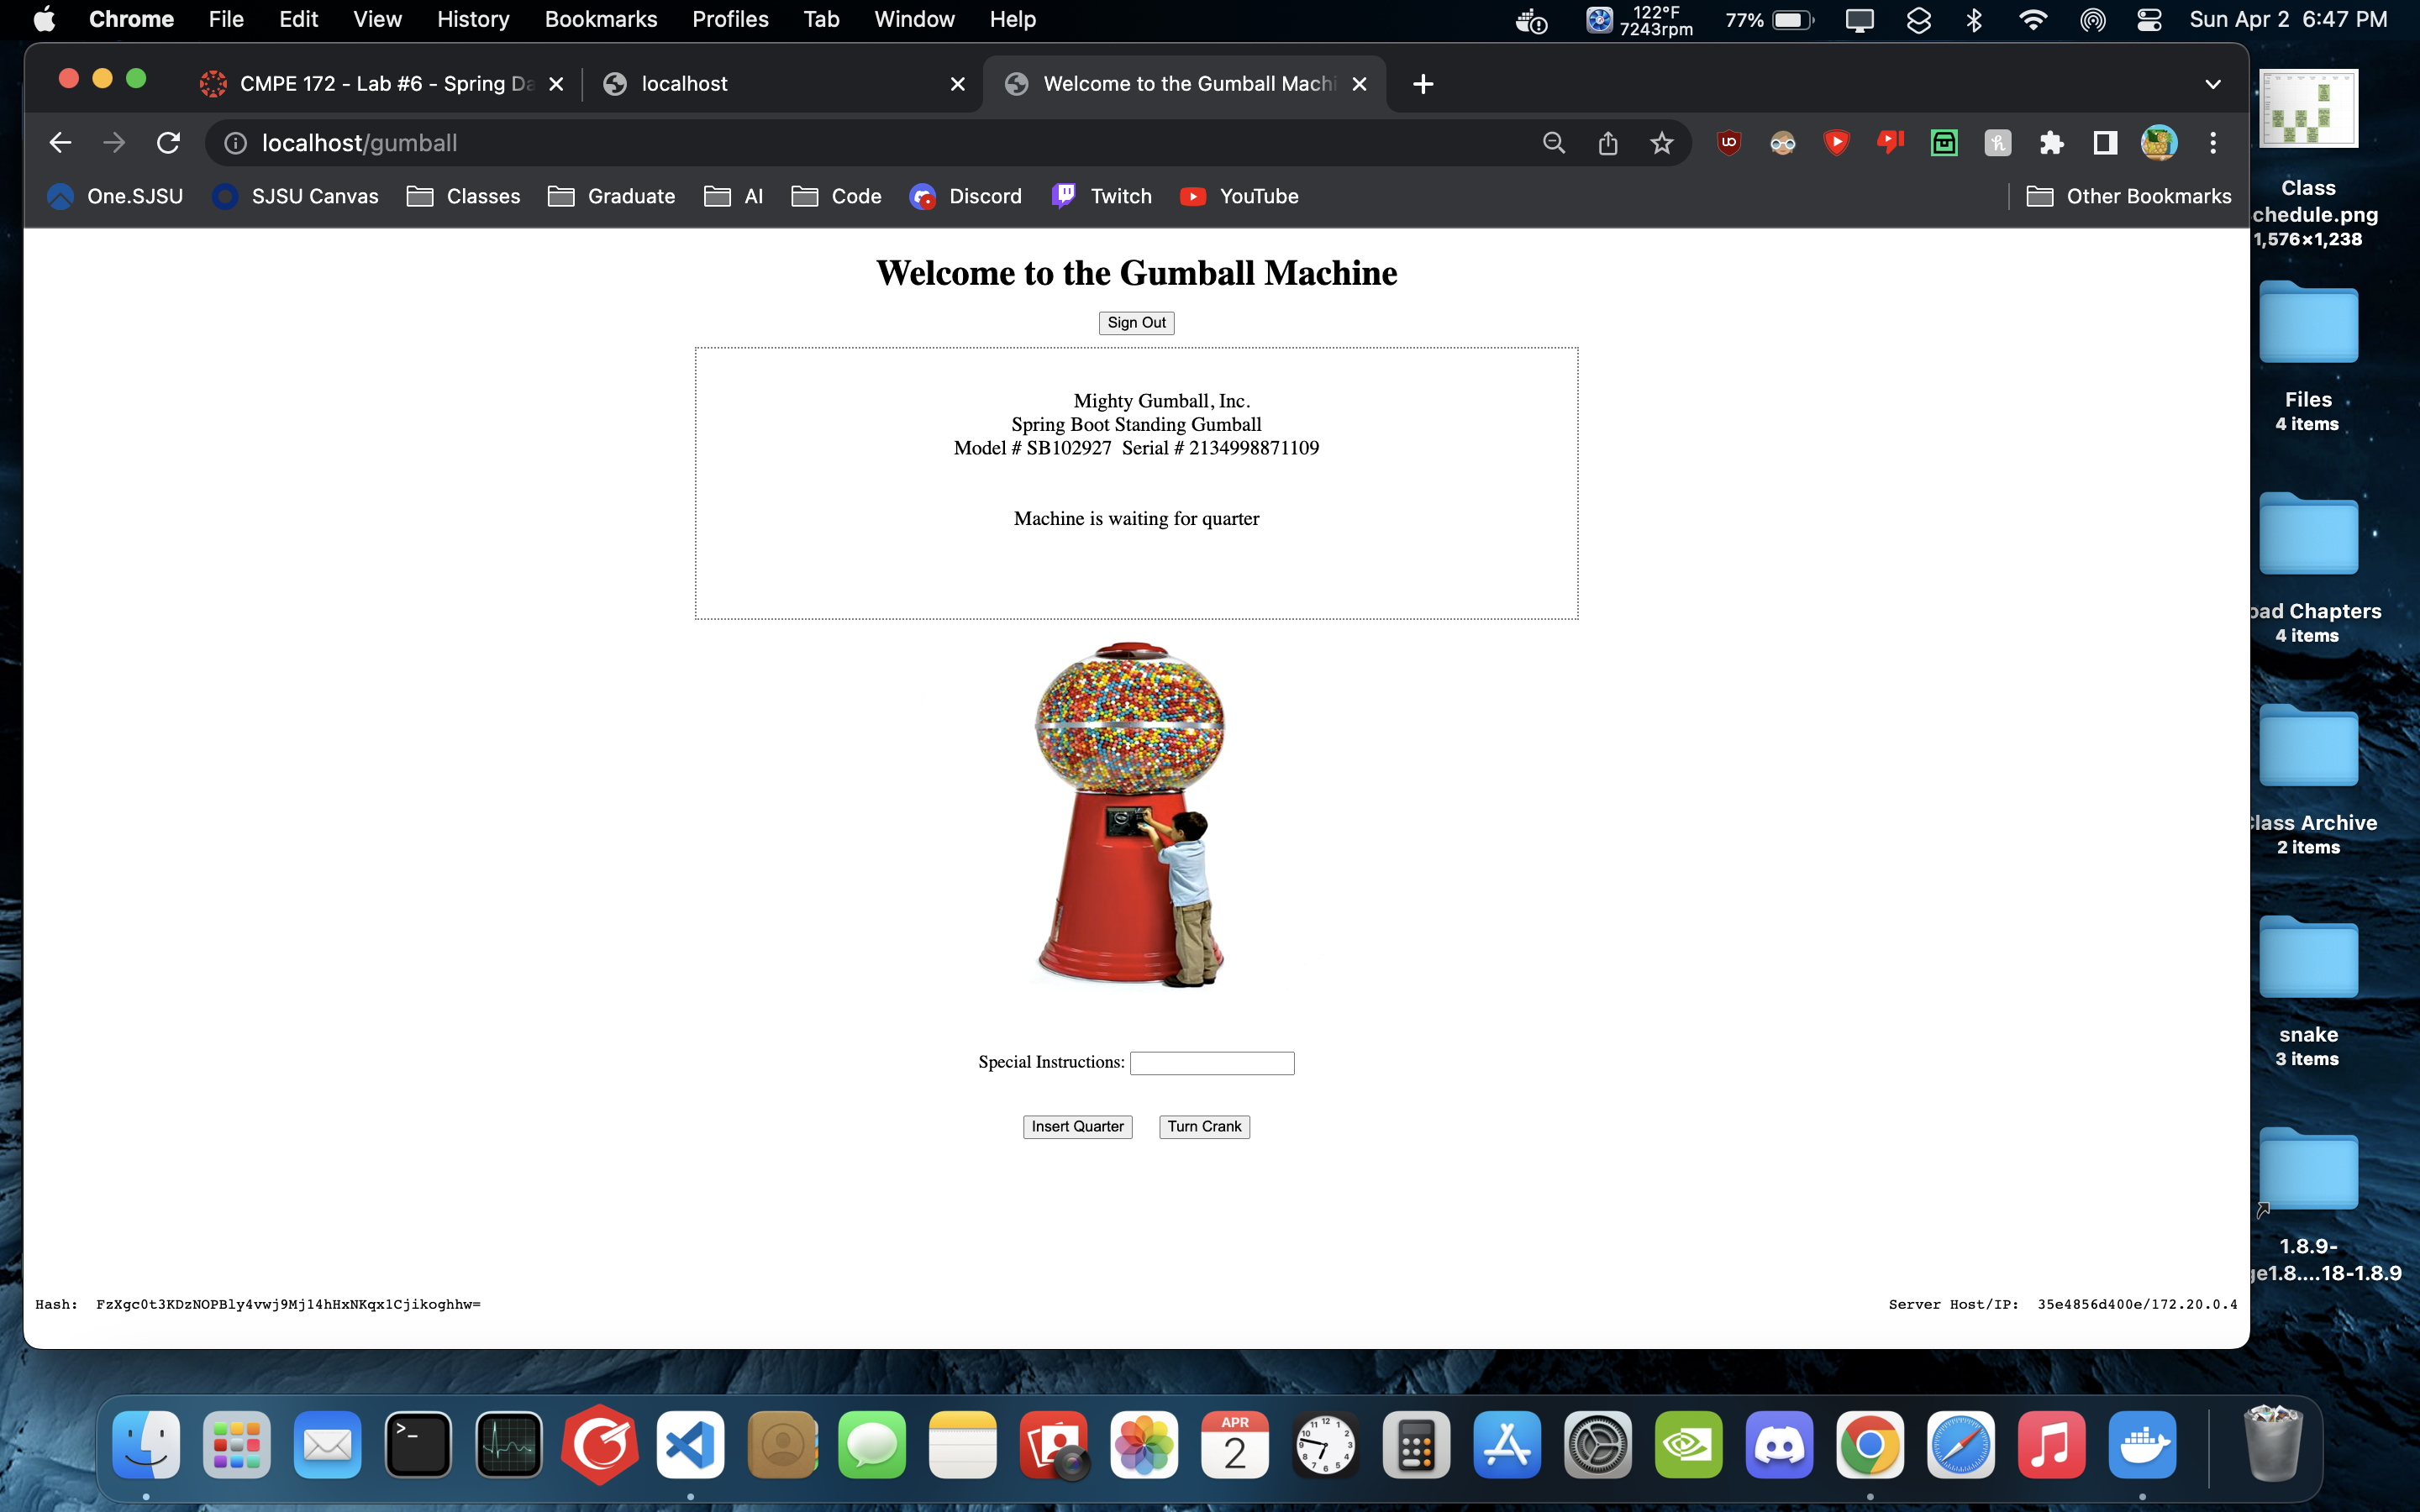 Chrome File Edit View History Bookmarks Profiles Tab Window Help
122°F
7243rpm
77%
Sun Apr 2 6:47 PM
CMPE 172 - Lab #6 - Spring Da
localhost
Welcome to the Gumball Machi
localhost/gumball
One.SJSU SJSU Canvas Classes Graduate AI Code Discord Twitch YouTube Other Bookmarks
Welcome to the Gumball Machine
Sign Out
Mighty Gumball, Inc.
Spring Boot Standing Gumball
Model # SB102927 Serial # 2134998871109
Machine is waiting for quarter
Special Instructions:
Insert Quarter Turn Crank
Hash: FzXgc0t3KDzNOPBly4vwj9Mj14hHxNKqx1Cjikoghhw=
Server Host/IP: 35e4856d400e/172.20.0.4
Class
chedule.png
1,576×1,238
Files
4 items
oad Chapters
4 items
lass Archive
2 items
snake
3 items
1.8.9-
ge1.8....18-1.8.9
APR
2